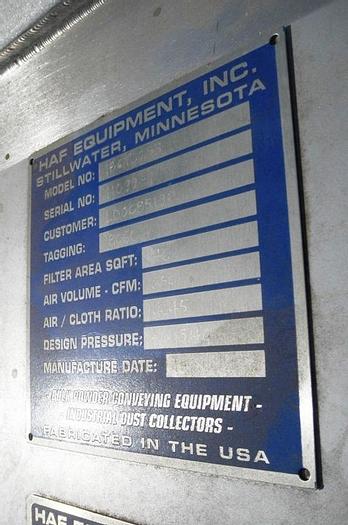 HAF EQUIPMENT, INC.
STILLWATER, MINNESOTA
MODEL NO:
SERIAL NO:
CUSTOMER:
TAGGING:
FILTER AREA SQFT:
AIR VOLUME - CFM:
AIR / CLOTH RATIO:
DESIGN PRESSURE:
MANUFACTURE DATE:
- BULK POWDER CONVEYING EQUIPMENT -
- INDUSTRIAL DUST COLLECTORS -
FABRICATED IN THE USA
HAF